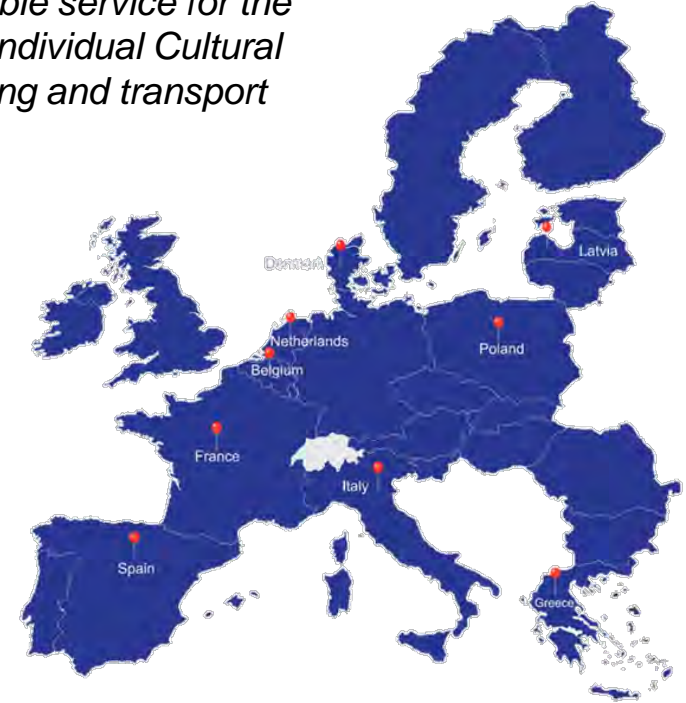 ble service for the
ndividual Cultural
ng and transport
Latvia
Denmark
Netherlands
Belgium
Poland
France
Italy
Spain
Greece